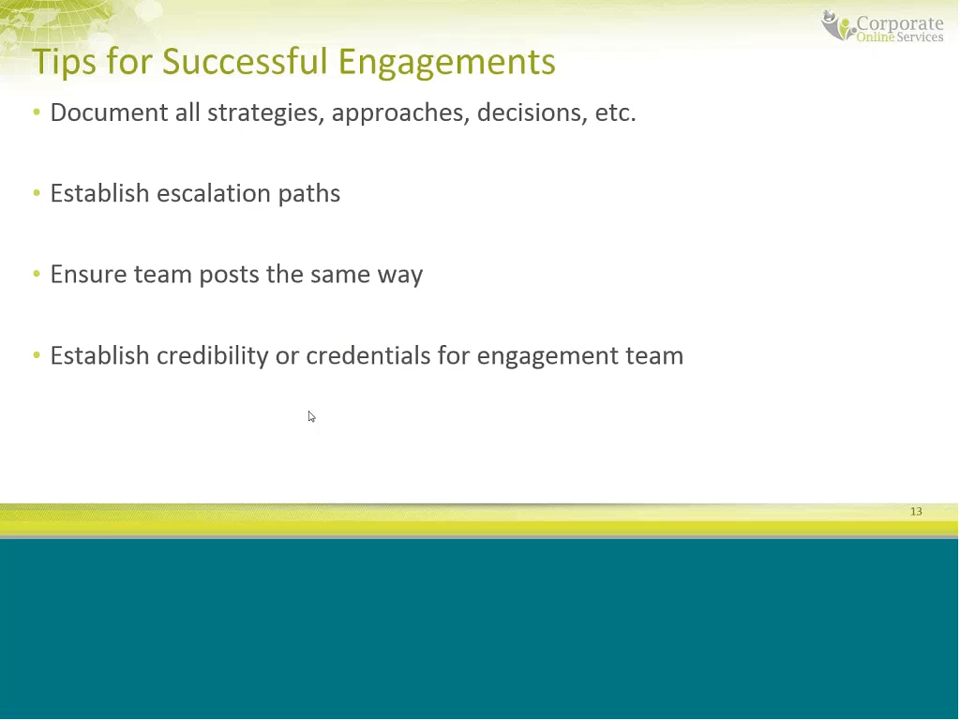 Corporate
Online Services
Tips for Successful Engagements
• Document all strategies, approaches, decisions, etc.
• Establish escalation paths
• Ensure team posts the same way
• Establish credibility or credentials for engagement team
13